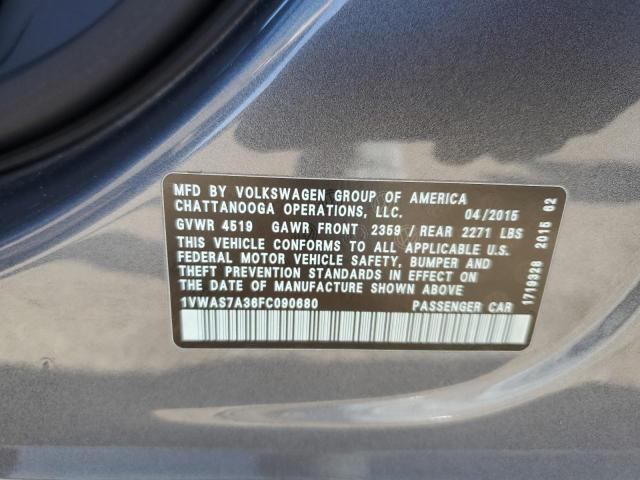 MFD BY VOLKSWAGEN GROUP OF AMERICA
CHATTANOOGA OPERATIONS, LLC. 04/2015
GVWR 4519 GAWR FRONT 2359 / REAR 2271 LBS
THIS VEHICLE CONFORMS TO ALL APPLICABLE U.S.
FEDERAL MOTOR VEHICLE SAFETY, BUMPER AND
THEFT PREVENTION STANDARDS IN EFFECT ON
THE DATE OF MANUFACTURE SHOWN ABOVE
1VWAS7A36FC090680 PASSENGER CAR
1719328 2015 62